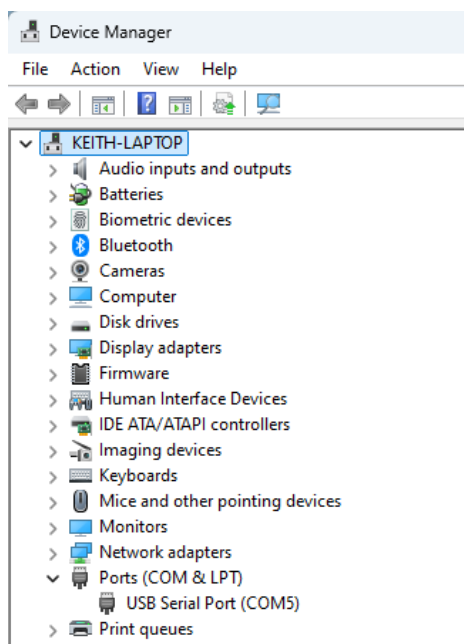 Device Manager
File Action View Help
KEITH-LAPTOP
Audio inputs and outputs
Batteries
Biometric devices
Bluetooth
Cameras
Computer
Disk drives
Display adapters
Firmware
Human Interface Devices
IDE ATA/ATAPI controllers
Imaging devices
Keyboards
Mice and other pointing devices
Monitors
Network adapters
Ports (COM & LPT)
USB Serial Port (COM5)
Print queues